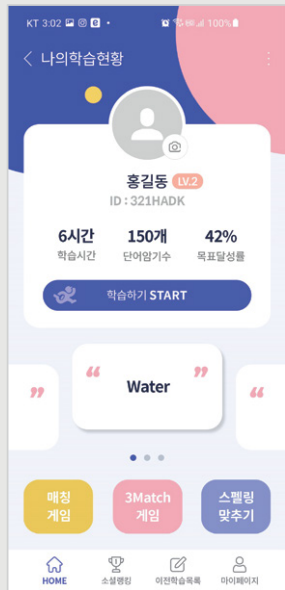 KT 3:02
100%
나의학습현황
홍길동 LV.2
ID : 321HADK
6시간 150개 42%
학습시간 단어암기수 목표달성률
학습하기 START
“ Water ”
매칭 게임
3Match 게임
스펠링 맞추기
HOME 소셜랭킹 이전학습목록 마이페이지